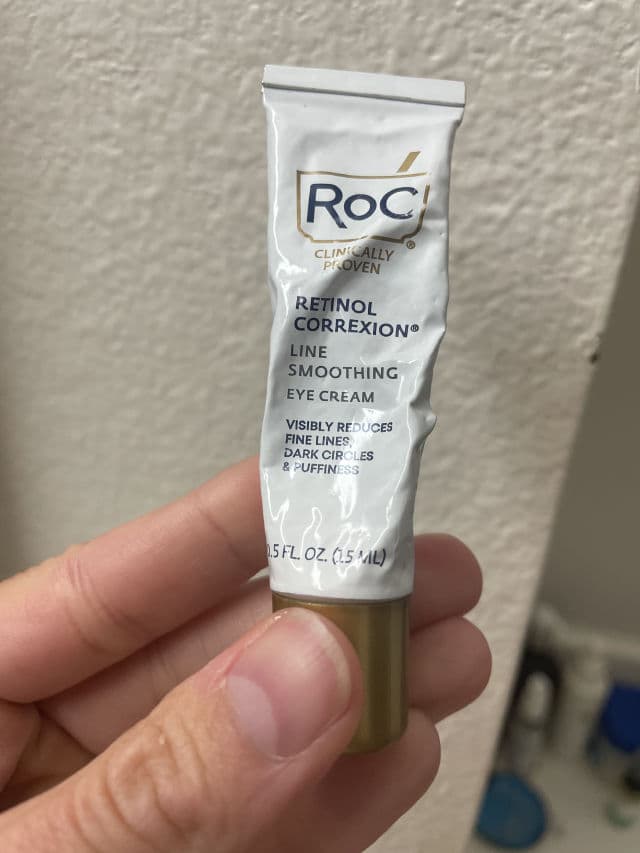 RoC®
CLINICALLY
PROVEN
RETINOL
CORREXION®
LINE
SMOOTHING
EYE CREAM
VISIBLY REDUCES
FINE LINES,
DARK CIRCLES
& PUFFINESS
0.5 FL. OZ. (15 ML)